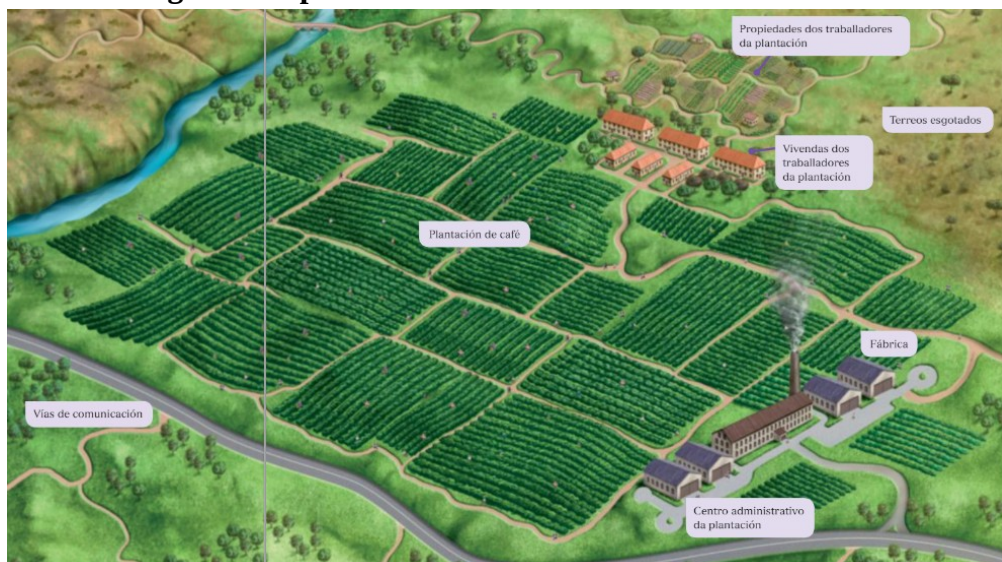 Propiedades dos traballadores
da plantación
Terreos esgotados
Vivendas dos
traballadores
da plantación
Plantación de café
Fábrica
Vías de comunicación
Centro administrativo
da plantación